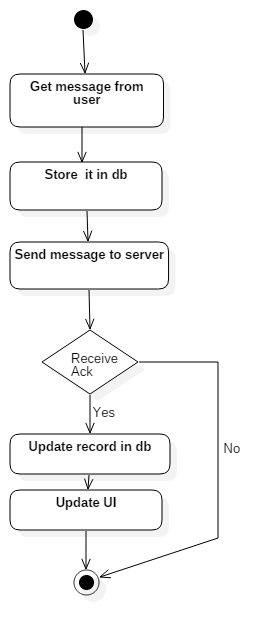 Get message from
user
Store  it in db
Send message to server
Receive
Ack
Yes
No
Update record in db
Update UI